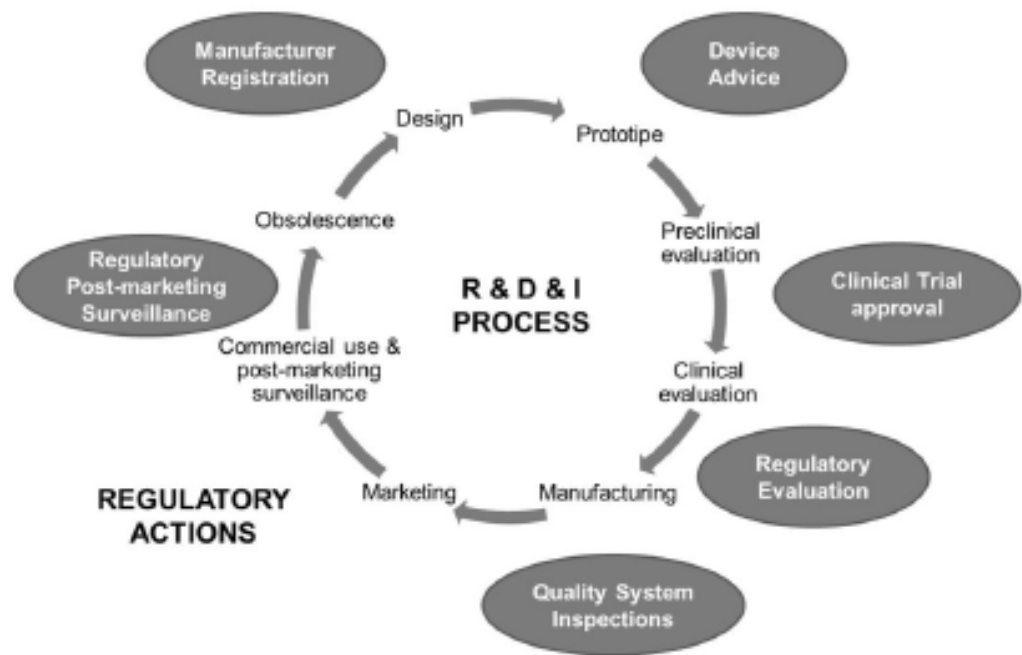 Manufacturer
Registration
Device
Advice
Design
Prototipe
Obsolescence
Preclinical
evaluation
Regulatory
Post-marketing
Surveillance
R & D & I
PROCESS
Clinical Trial
approval
Commercial use &
post-marketing
surveillance
Clinical
evaluation
Regulatory
Evaluation
Marketing
Manufacturing
REGULATORY
ACTIONS
Quality System
Inspections